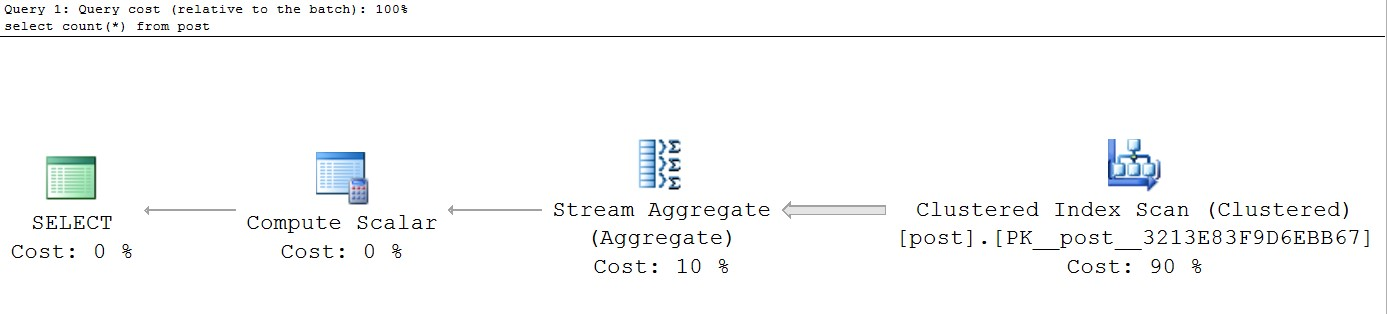 Query 1: Query cost (relative to the batch): 100%
select count(*) from post
SELECT
Cost: 0 %
Compute Scalar
Cost: 0 %
Stream Aggregate
(Aggregate)
Cost: 10 %
Clustered Index Scan (Clustered)
[post].[PK__post__3213E83F9D6EBB67]
Cost: 90 %